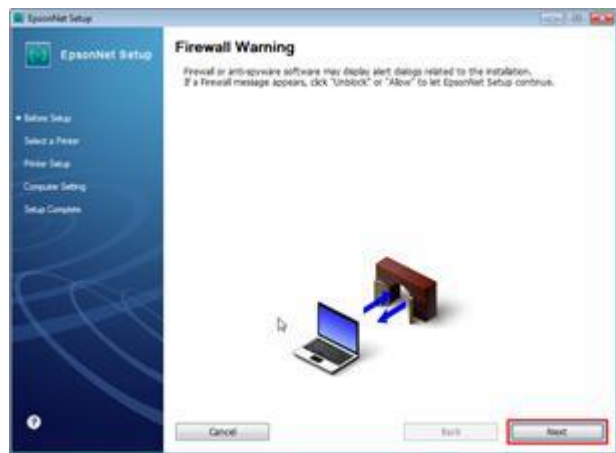 EpsonNet Setup
EpsonNet Setup
Firewall Warning
Firewall or anti-spyware software may display alert dialogs related to the installation.
If a Firewall message appears, click "Unblock" or "Allow" to let EpsonNet Setup continue.
Before Setup
Select a Printer
Printer Setup
Computer Setting
Setup Complete
?
Cancel
Back
Next